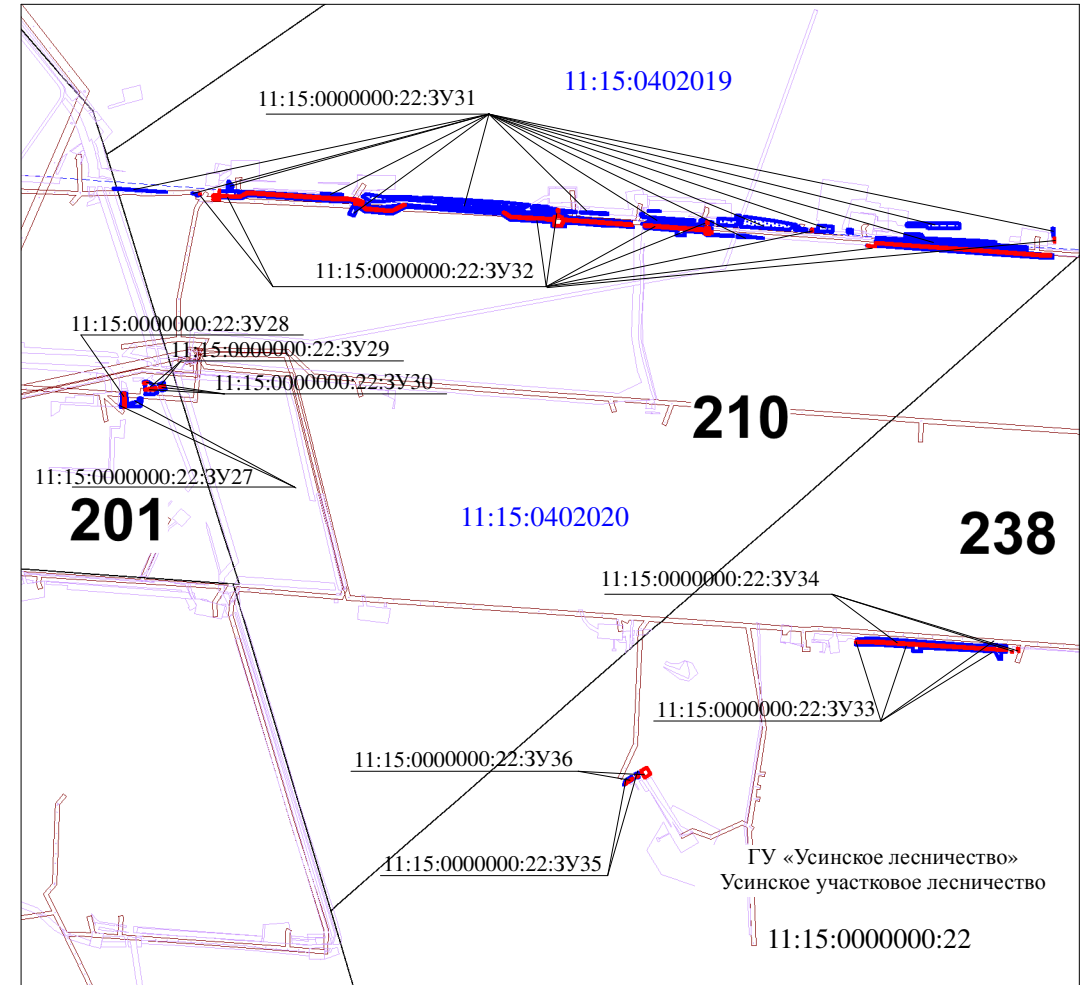 11:15:0402019
11:15:0000000:22:ЗУ31
11:15:0000000:22:ЗУ32
11:15:0000000:22:ЗУ28
11:15:0000000:22:ЗУ29
11:15:0000000:22:ЗУ30
210
11:15:0000000:22:ЗУ27
201
11:15:0402020
238
11:15:0000000:22:ЗУ34
11:15:0000000:22:ЗУ33
11:15:0000000:22:ЗУ36
11:15:0000000:22:ЗУ35
ГУ «Усинское лесничество»
Усинское участковое лесничество
11:15:0000000:22